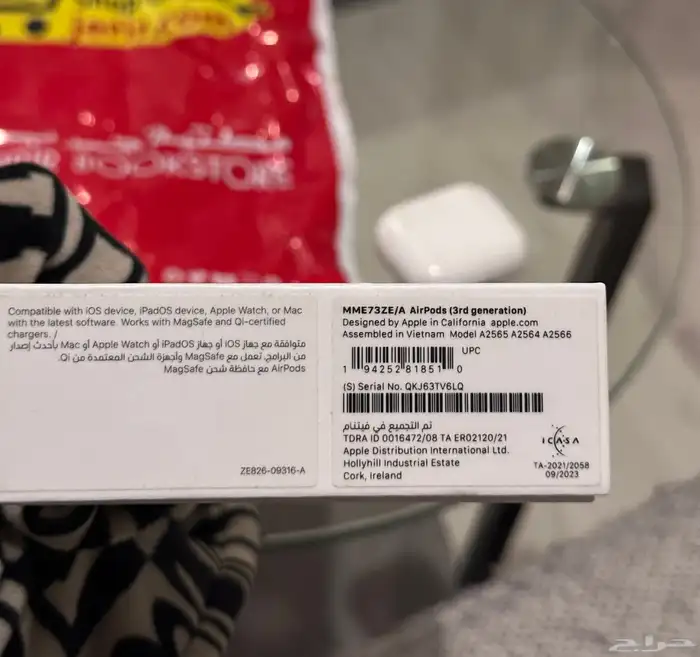 BOOKSTORE
Compatible with iOS device, iPadOS device, Apple Watch, or Mac
with the latest software. Works with MagSafe and Qi-certified
chargers. /
متوافقة مع جهاز iOS أو جهاز iPadOS أو Apple Watch أو Mac بأحدث إصدار
من البرامج. تعمل مع MagSafe وأجهزة الشحن المعتمدة من Qi.
AirPods مع حافظة شحن MagSafe
ZE826-09316-A
MME73ZE/A AirPods (3rd generation)
Designed by Apple in California apple.com
Assembled in Vietnam Model A2565 A2564 A2566
UPC
1 94252 81851 0
(S) Serial No. QKJ63TV6LQ
تم التجميع في فيتنام
TDRA ID 0016472/08 TA ER02120/21
Apple Distribution International Ltd.
Hollyhill Industrial Estate
Cork, Ireland
ICASA
TA-2021/2058
09/2023
حراج